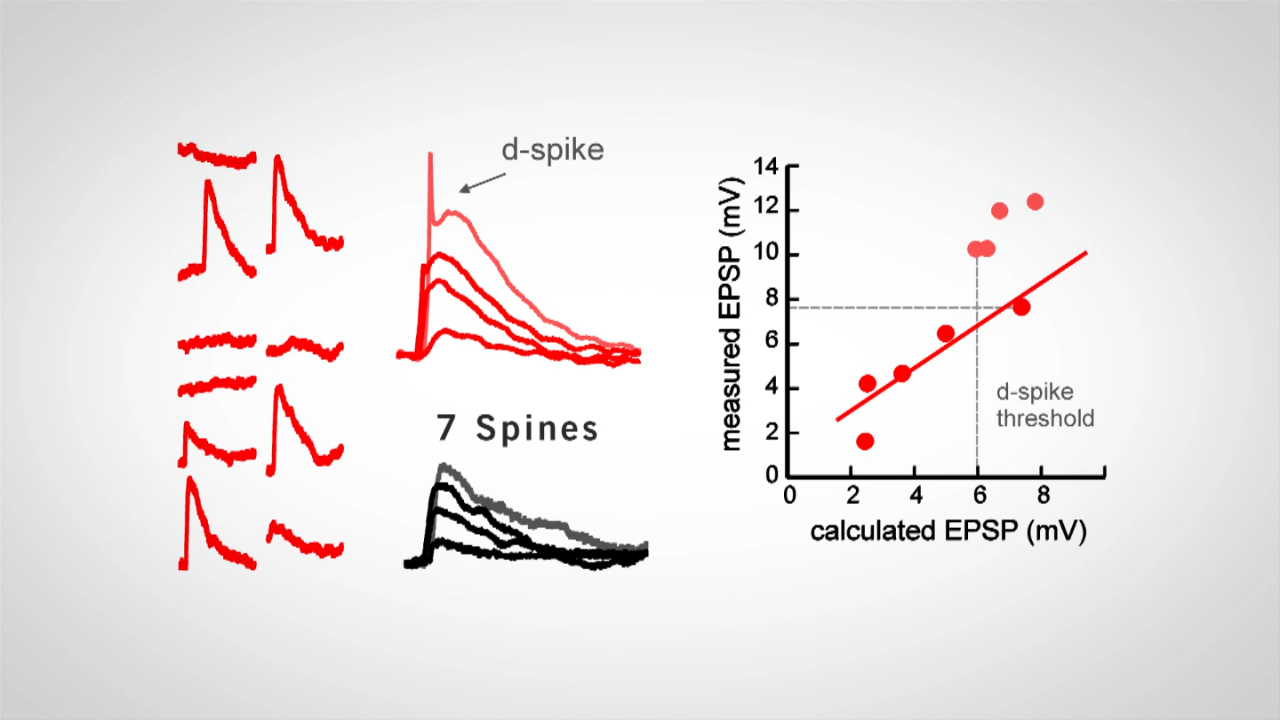 d-spike
7 Spines
measured EPSP (mV)
14
12
10
8
6
4
2
0
d-spike
threshold
0 2 4 6 8
calculated EPSP (mV)